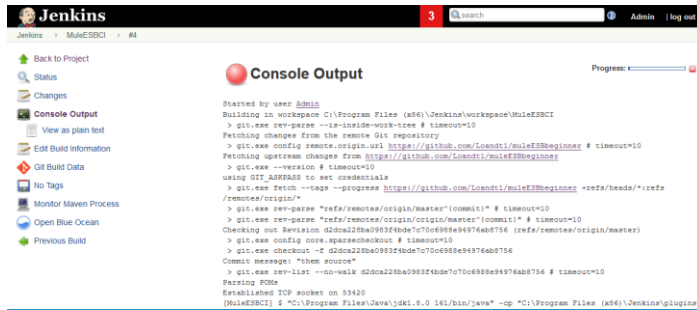 Jenkins
3
search
Admin | log out
Jenkins MuleESBCI #4
Back to Project
Status
Changes
Console Output
View as plain text
Edit Build Information
Git Build Data
No Tags
Monitor Maven Process
Open Blue Ocean
Previous Build
Console Output
Progress:
Started by user Admin
Building in workspace C:\Program Files (x86)\Jenkins\workspace\MuleESBCI
> git.exe rev-parse --is-inside-work-tree # timeout=10
Fetching changes from the remote Git repository
> git.exe config remote.origin.url https://github.com/Loandt1/muleESBbeginner # timeout=10
Fetching upstream changes from https://github.com/Loandt1/muleESBbeginner
> git.exe --version # timeout=10
using GIT_ASKPASS to set credentials
> git.exe fetch --tags --progress https://github.com/Loandt1/muleESBbeginner +refs/heads/*:refs
/remotes/origin/*
> git.exe rev-parse "refs/remotes/origin/master^{commit}" # timeout=10
> git.exe rev-parse "refs/remotes/origin/origin/master^{commit}" # timeout=10
Checking out Revision d2dca228ba0983f4bde7c70c6988e94976ab8756 (refs/remotes/origin/master)
> git.exe config core.sparsecheckout # timeout=10
> git.exe checkout -f d2dca228ba0983f4bde7c70c6988e94976ab8756
Commit message: "them source"
> git.exe rev-list --no-walk d2dca228ba0983f4bde7c70c6988e94976ab8756 # timeout=10
Parsing POMs
Established TCP socket on 53420
[MuleESBCI] $ "C:\Program Files\Java\jdk1.8.0 161/bin/java" -cp "C:\Program Files (x86)\Jenkins\plugins